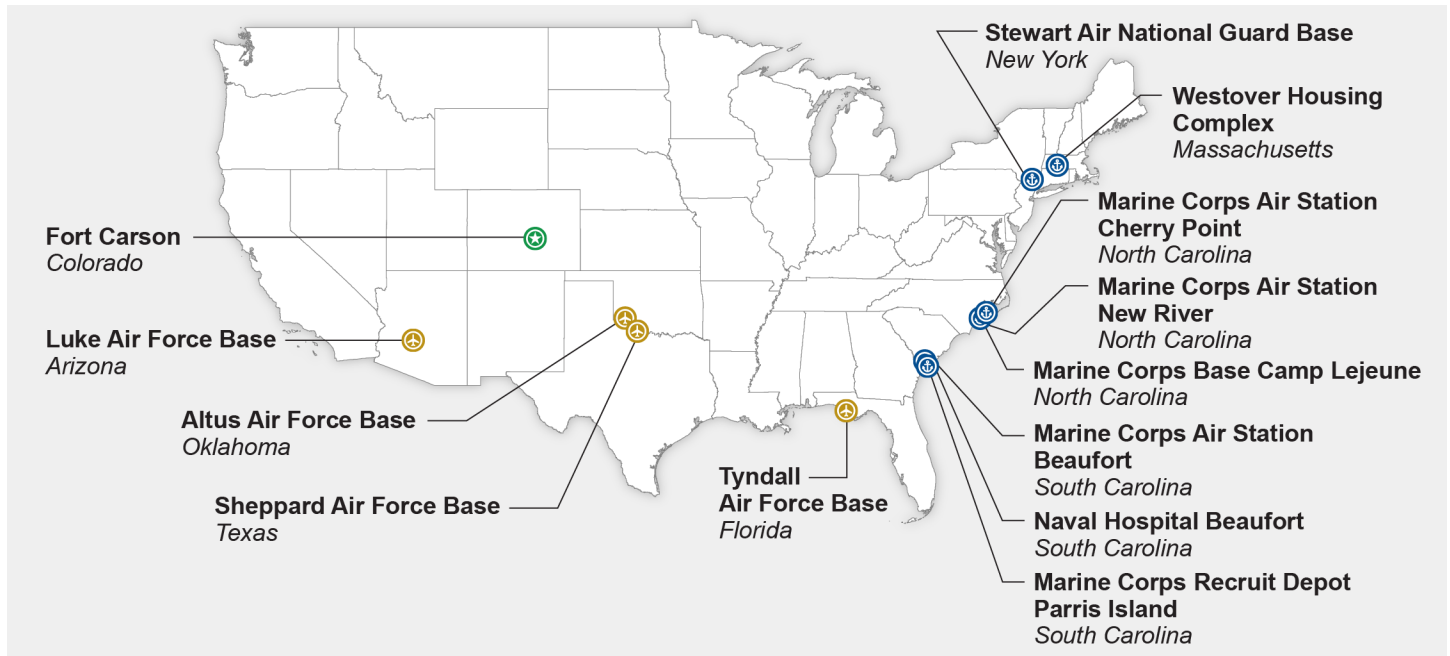 Stewart Air National Guard Base
New York
Westover Housing
Complex
Massachusetts
Marine Corps Air Station
Cherry Point
North Carolina
Marine Corps Air Station
New River
North Carolina
Marine Corps Base Camp Lejeune
North Carolina
Marine Corps Air Station
Beaufort
South Carolina
Naval Hospital Beaufort
South Carolina
Marine Corps Recruit Depot
Parris Island
South Carolina
Fort Carson
Colorado
Luke Air Force Base
Arizona
Altus Air Force Base
Oklahoma
Sheppard Air Force Base
Texas
Tyndall
Air Force Base
Florida